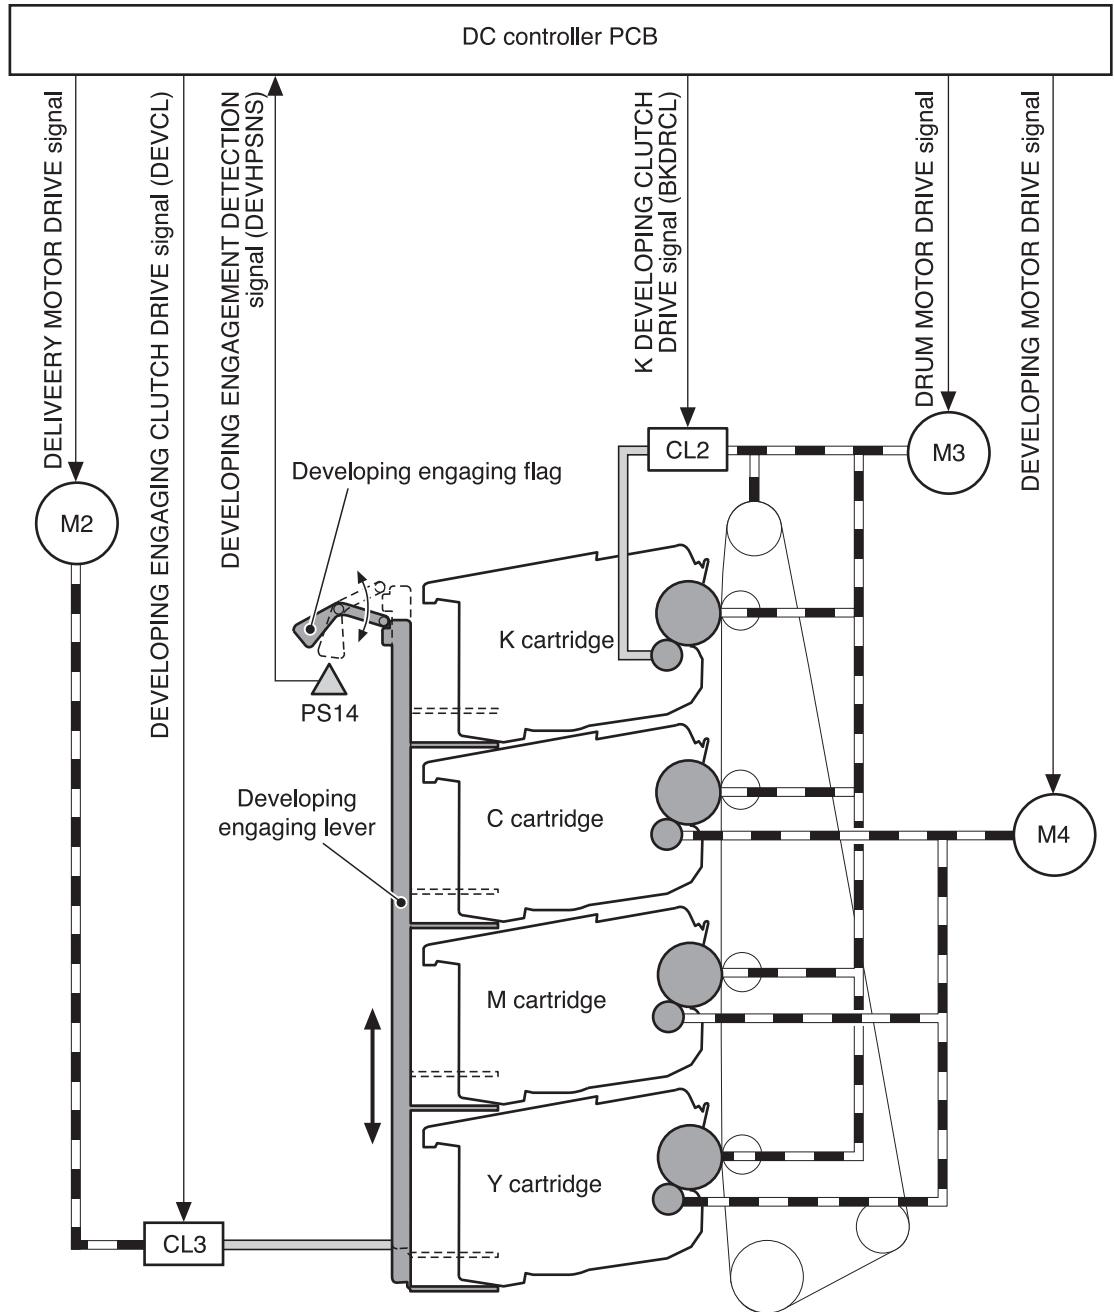 DC controller PCB
DELIVEERY MOTOR DRIVE signal
DEVELOPING ENGAGING CLUTCH DRIVE signal (DEVCL)
DEVELOPING ENGAGEMENT DETECTION
signal (DEVHPSNS)
K DEVELOPING CLUTCH
DRIVE signal (BKDRCL)
DRUM MOTOR DRIVE signal
DEVELOPING MOTOR DRIVE signal
CL2
M3
Developing engaging flag
M2
K cartridge
PS14
Developing
engaging lever
C cartridge
M4
M cartridge
Y cartridge
CL3